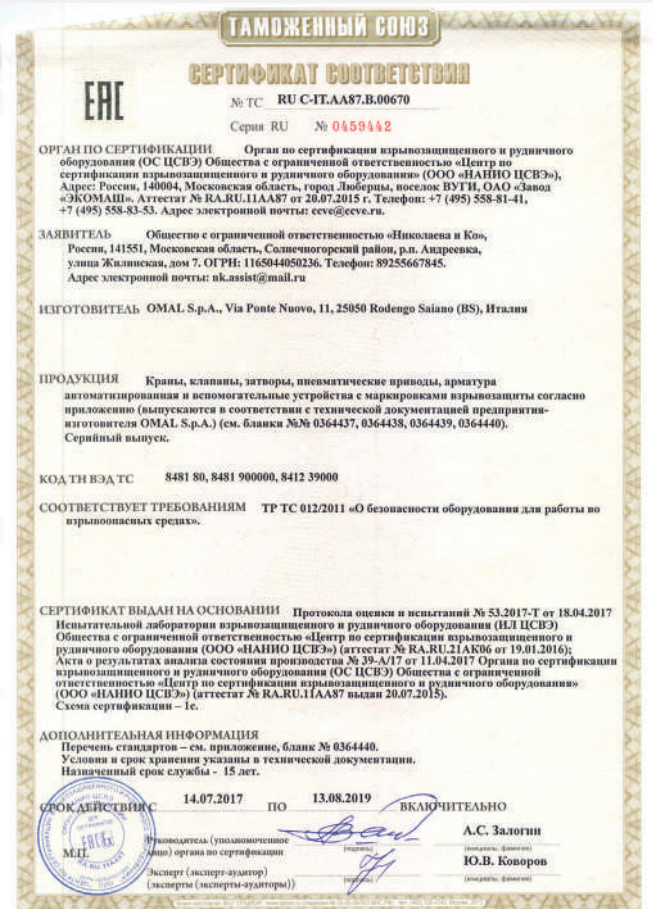 ТАМОЖЕННЫЙ СОЮЗ
СЕРТИФИКАТ СООТВЕТСТВИЯ
ЕАС
№ ТС RU C-IT.AA87.B.00670
Серия RU № 0459442
ОРГАН ПО СЕРТИФИКАЦИИ Орган по сертификации взрывозащищенного и рудничного
оборудования (ОС ЦСВЭ) Общества с ограниченной ответственностью «Центр по
сертификации взрывозащищенного и рудничного оборудования» (ООО «НАНИО ЦСВЭ»),
Адрес: Россия, 140004, Московская область, город Люберцы, поселок ВУГИ, ОАО «Завод
«ЭКОМАШ». Аттестат № RA.RU.11АА87 от 20.07.2015 г. Телефон: +7 (495) 558-81-41,
+7 (495) 558-83-53. Адрес электронной почты: ccve@ccve.ru.
ЗАЯВИТЕЛЬ Общество с ограниченной ответственностью «Николаева и Ко»,
Россия, 141551, Московская область, Солнечногорский район, р.п. Андреевка,
улица Жилинская, дом 7. ОГРН: 1165044050236. Телефон: 89255667845.
Адрес электронной почты: nk.assist@mail.ru
ИЗГОТОВИТЕЛЬ OMAL S.p.A., Via Ponte Nuovo, 11, 25050 Rodengo Saiano (BS), Италия
ПРОДУКЦИЯ Краны, клапаны, затворы, пневматические приводы, арматура
автоматизированная и вспомогательные устройства с маркировками взрывозащиты согласно
приложению (выпускаются в соответствии с технической документацией предприятия-
изготовителя OMAL S.p.A.) (см. бланки №№ 0364437, 0364438, 0364439, 0364440).
Серийный выпуск.
КОД ТН ВЭД ТС 8481 80, 8481 900000, 8412 39000
СООТВЕТСТВУЕТ ТРЕБОВАНИЯМ ТР ТС 012/2011 «О безопасности оборудования для работы во
взрывоопасных средах».
СЕРТИФИКАТ ВЫДАН НА ОСНОВАНИИ Протокола оценки и испытаний № 53.2017-Т от 18.04.2017
Испытательной лаборатории взрывозащищенного и рудничного оборудования (ИЛ ЦСВЭ)
Общества с ограниченной ответственностью «Центр по сертификации взрывозащищенного и
рудничного оборудования» (ООО «НАНИО ЦСВЭ») (аттестат № RA.RU.21АК06 от 19.01.2016);
Акта о результатах анализа состояния производства № 39-А/17 от 11.04.2017 Органа по сертификации
взрывозащищенного и рудничного оборудования (ОС ЦСВЭ) Общества с ограниченной
ответственностью «Центр по сертификации взрывозащищенного и рудничного оборудования»
(ООО «НАНИО ЦСВЭ») (аттестат № RA.RU.11АА87 выдан 20.07.2015).
Схема сертификации – 1с.
ДОПОЛНИТЕЛЬНАЯ ИНФОРМАЦИЯ
Перечень стандартов – см. приложение, бланк № 0364440.
Условия и срок хранения указаны в технической документации.
Назначенный срок службы - 15 лет.
СРОК ДЕЙСТВИЯ С 14.07.2017 ПО 13.08.2019 ВКЛЮЧИТЕЛЬНО
М.П.
Руководитель (уполномоченное
лицо) органа по сертификации
(подпись)
А.С. Залогин
(инициалы, фамилия)
Эксперт (эксперт-аудитор)
(эксперты (эксперты-аудиторы))
(подпись)
Ю.В. Коворов
(инициалы, фамилия)